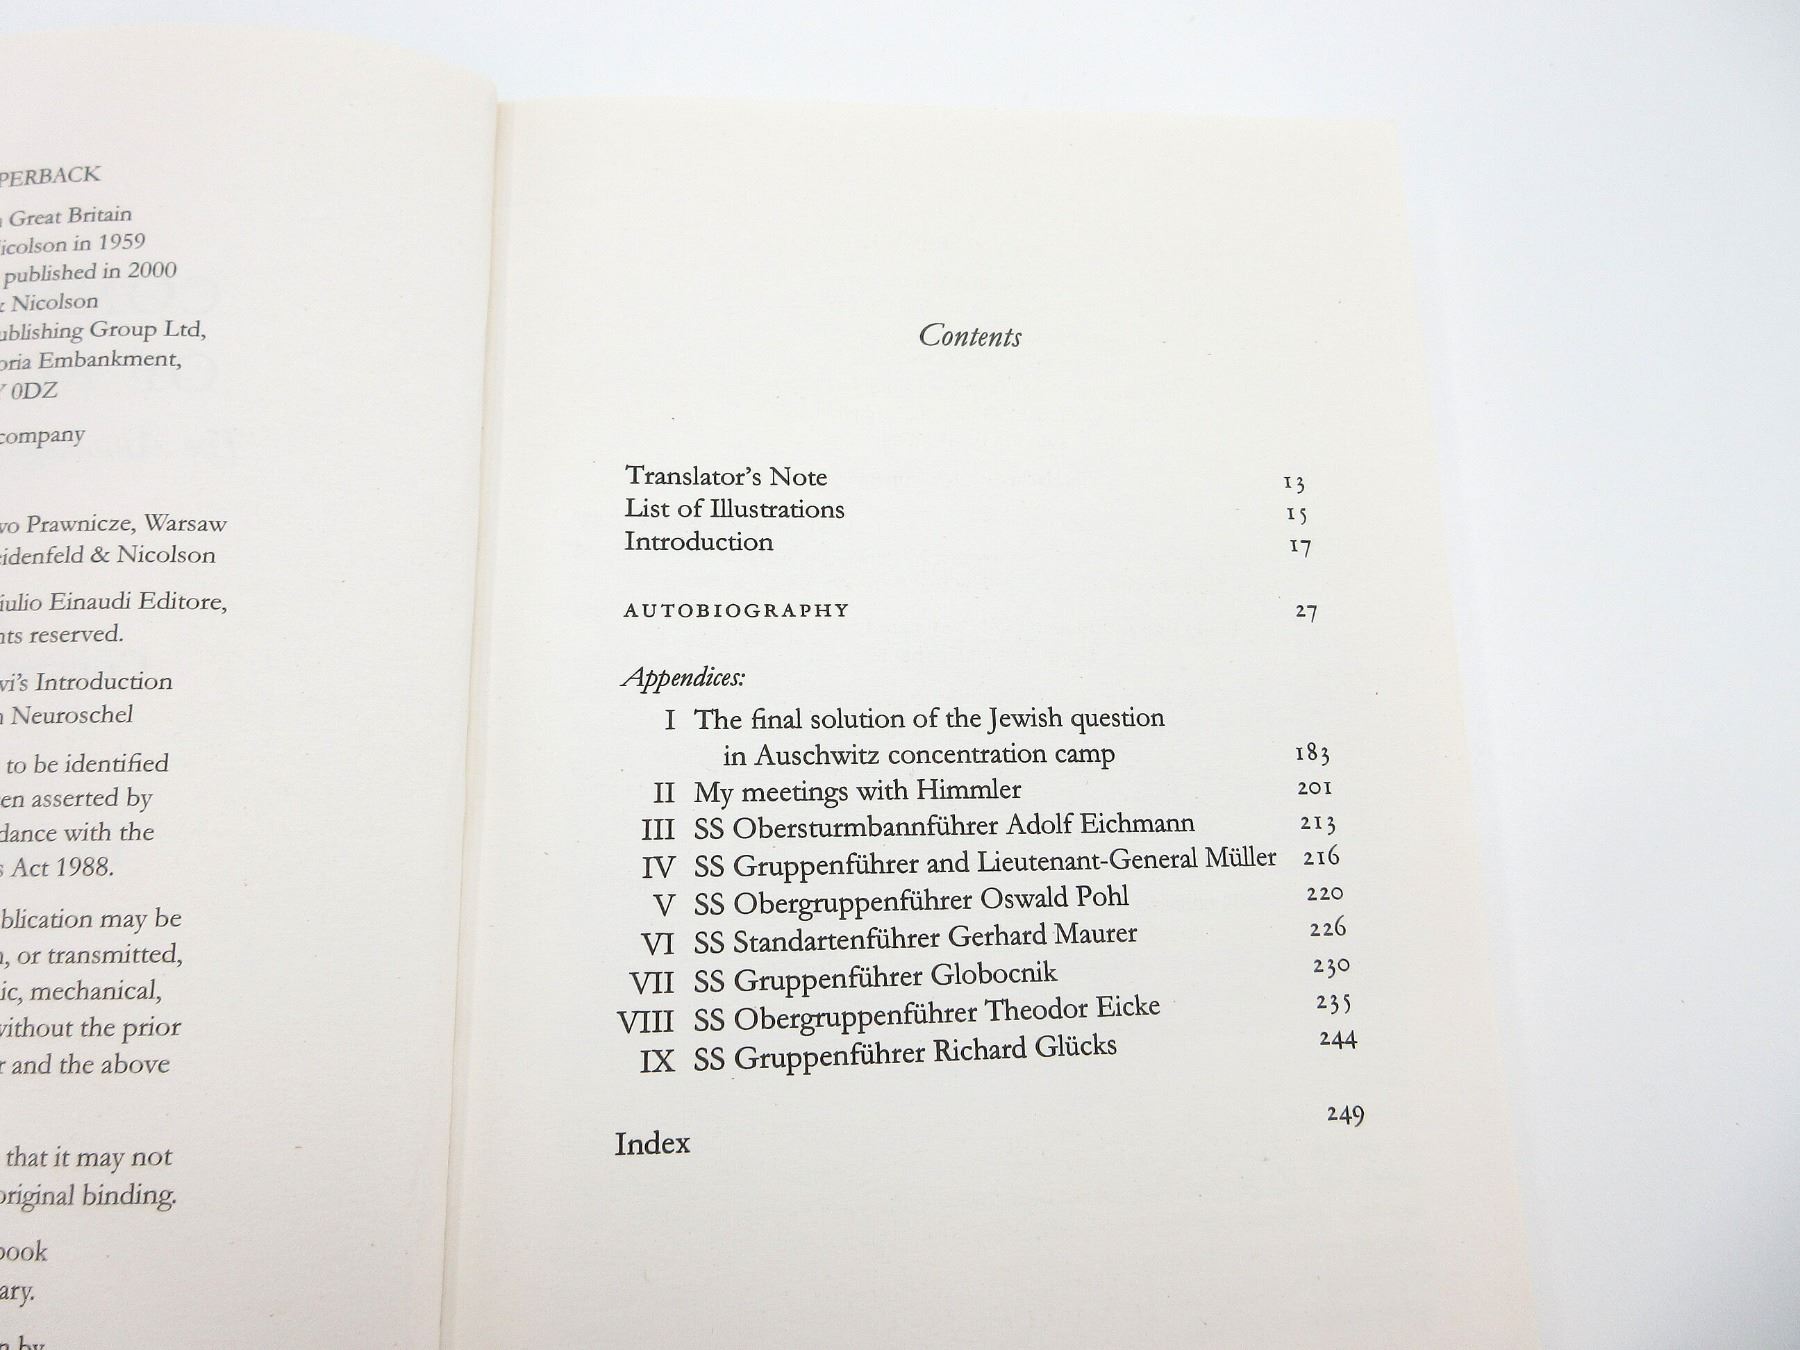 PERBACK
Great Britain
icolson in 1959
published in 2000
& Nicolson
ublishing Group Ltd,
oria Embankment,
Y 0DZ
company
vo Prawnicze, Warsaw
eidenfeld & Nicolson
iulio Einaudi Editore,
nts reserved.
vi's Introduction
n Neuroschel
to be identified
en asserted by
dance with the
s Act 1988.
blication may be
n, or transmitted,
ic, mechanical,
without the prior
r and the above
that it may not
original binding.
book
ary.
n by
Contents
Translator's Note 13
List of Illustrations 15
Introduction 17
AUTOBIOGRAPHY 27
Appendices:
I The final solution of the Jewish question
in Auschwitz concentration camp 183
II My meetings with Himmler 201
III SS Obersturmbannführer Adolf Eichmann 213
IV SS Gruppenführer and Lieutenant-General Müller 216
V SS Obergruppenführer Oswald Pohl 220
VI SS Standartenführer Gerhard Maurer 226
VII SS Gruppenführer Globocnik 230
VIII SS Obergruppenführer Theodor Eicke 235
IX SS Gruppenführer Richard Glücks 244
Index 249